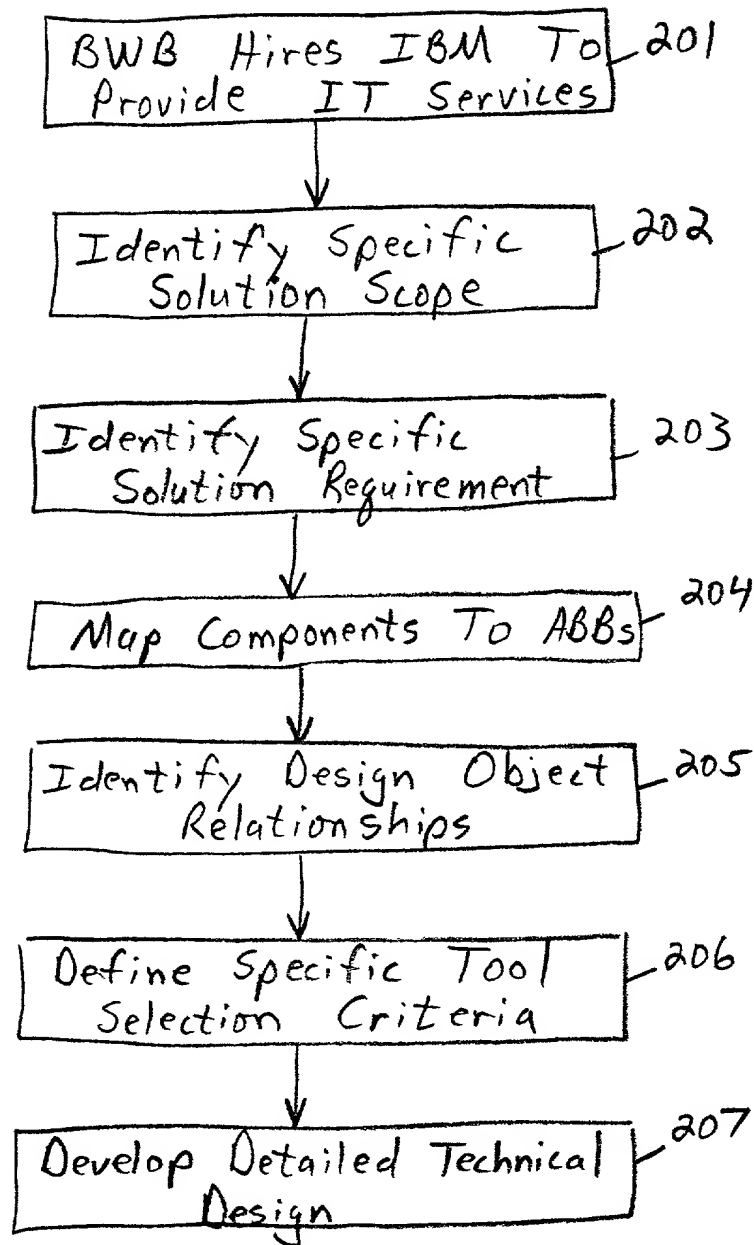 BWB Hires IBM To
Provide IT Services
201
Identify Specific
Solution Scope
202
Identify Specific
Solution Requirement
203
Map Components To ABBs
204
Identify Design Object
Relationships
205
Define Specific Tool
Selection Criteria
206
Develop Detailed Technical
Design
207